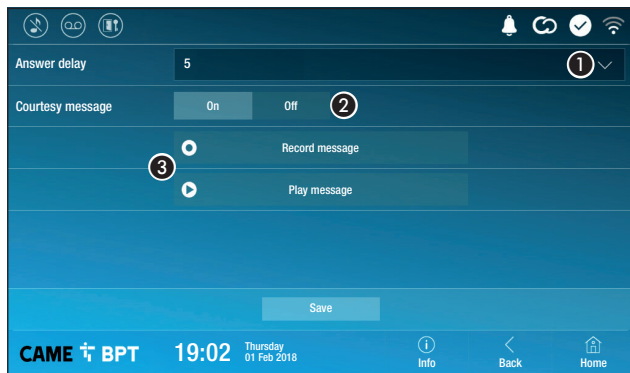 Answer delay 5 1
Courtesy message On Off 2
3
Record message
Play message
Save
CAME BPT 19:02 Thursday
01 Feb 2018
Info Back Home